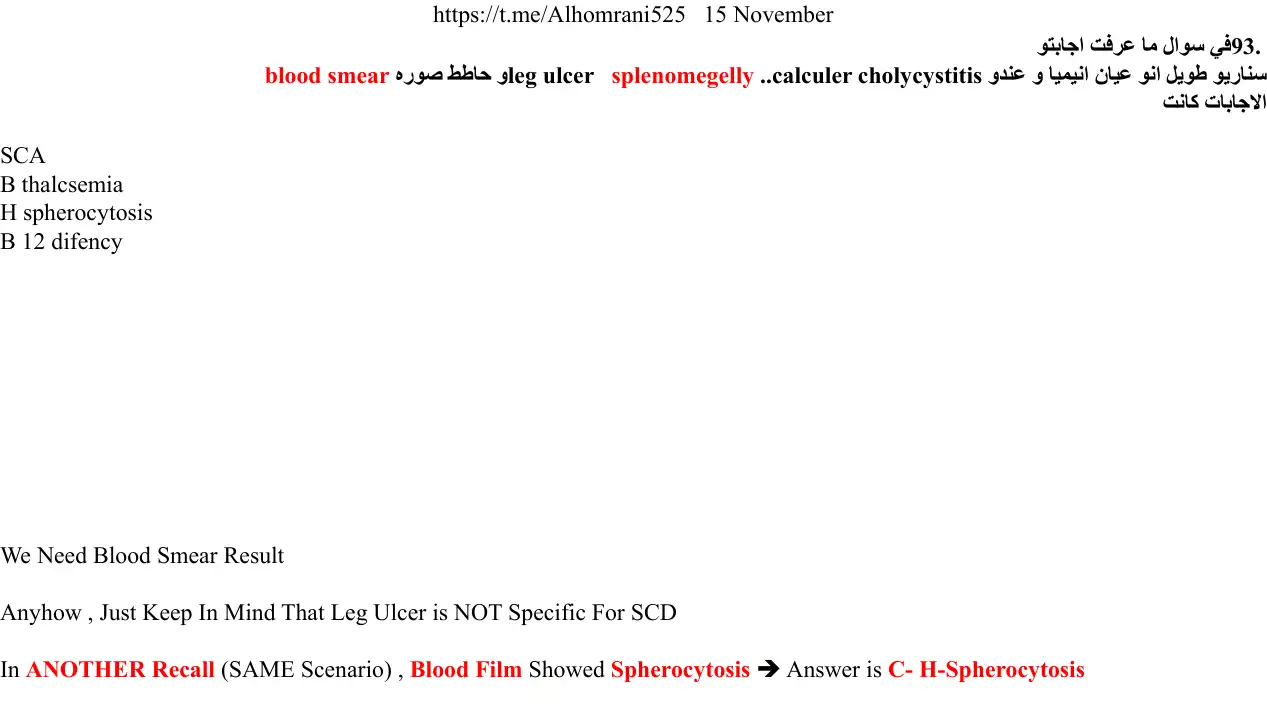 https://t.me/Alhomrani525 15 November
93. في سوال ما عرفت اجابتو
سناريو طويل انو عيان انيميا و عندو calculer cholycystitis.. splenomegelly leg ulcer و حاطط صوره blood smear
الاجابات كانت
SCA
B thalcsemia
H spherocytosis
B 12 difency
We Need Blood Smear Result
Anyhow , Just Keep In Mind That Leg Ulcer is NOT Specific For SCD
In ANOTHER Recall (SAME Scenario) , Blood Film Showed Spherocytosis ➔ Answer is C- H-Spherocytosis